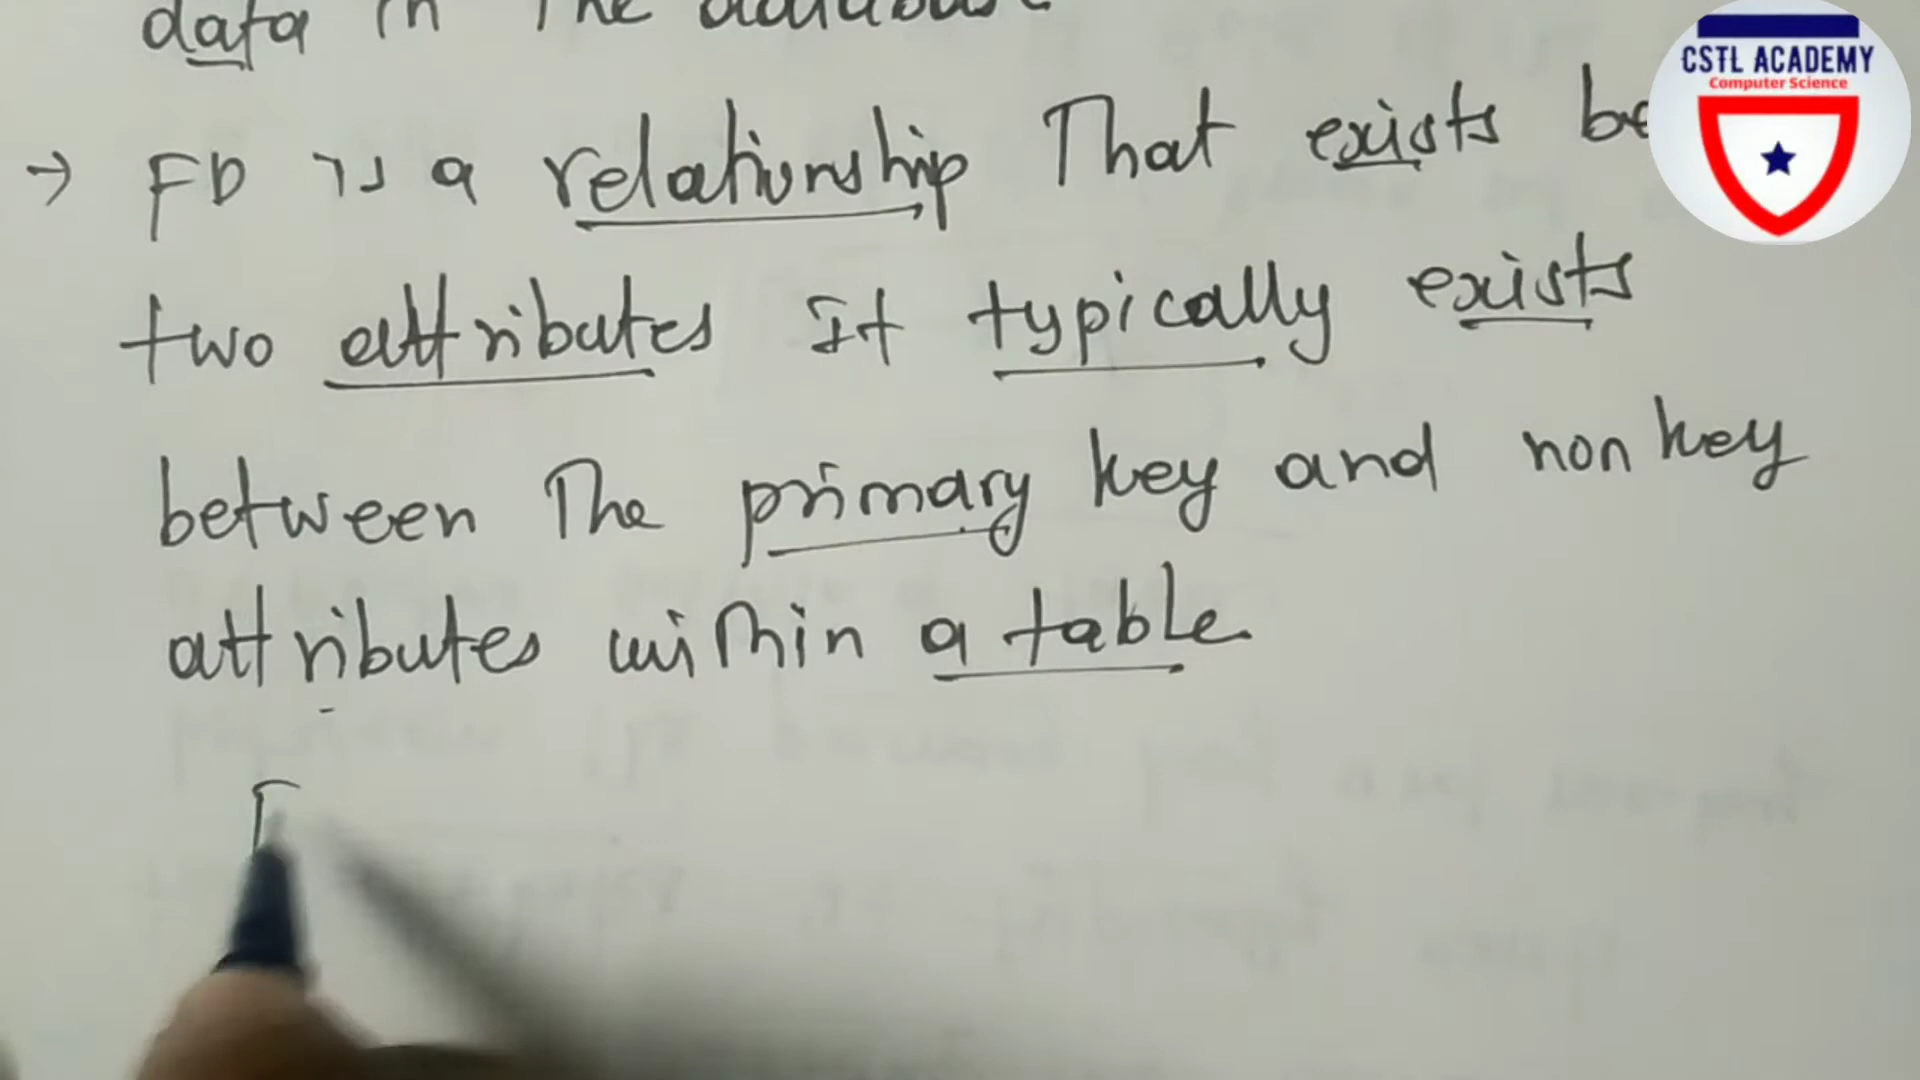 data in The database
→ FD is a relationship That exists be
two attributes It typically exists
between The primary key and non key
attributes within a table
CSTL ACADEMY
Computer Science